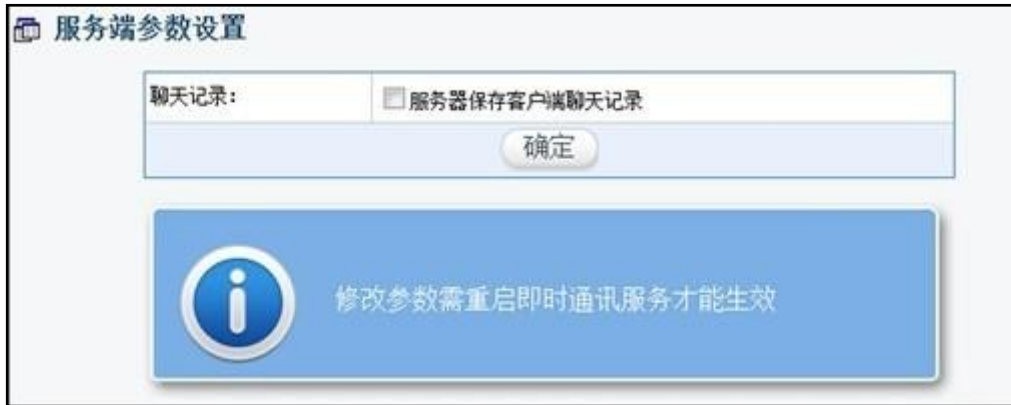 服务端参数设置
聊天记录: 服务器保存客户端聊天记录
确定
修改参数需重启即时通讯服务才能生效